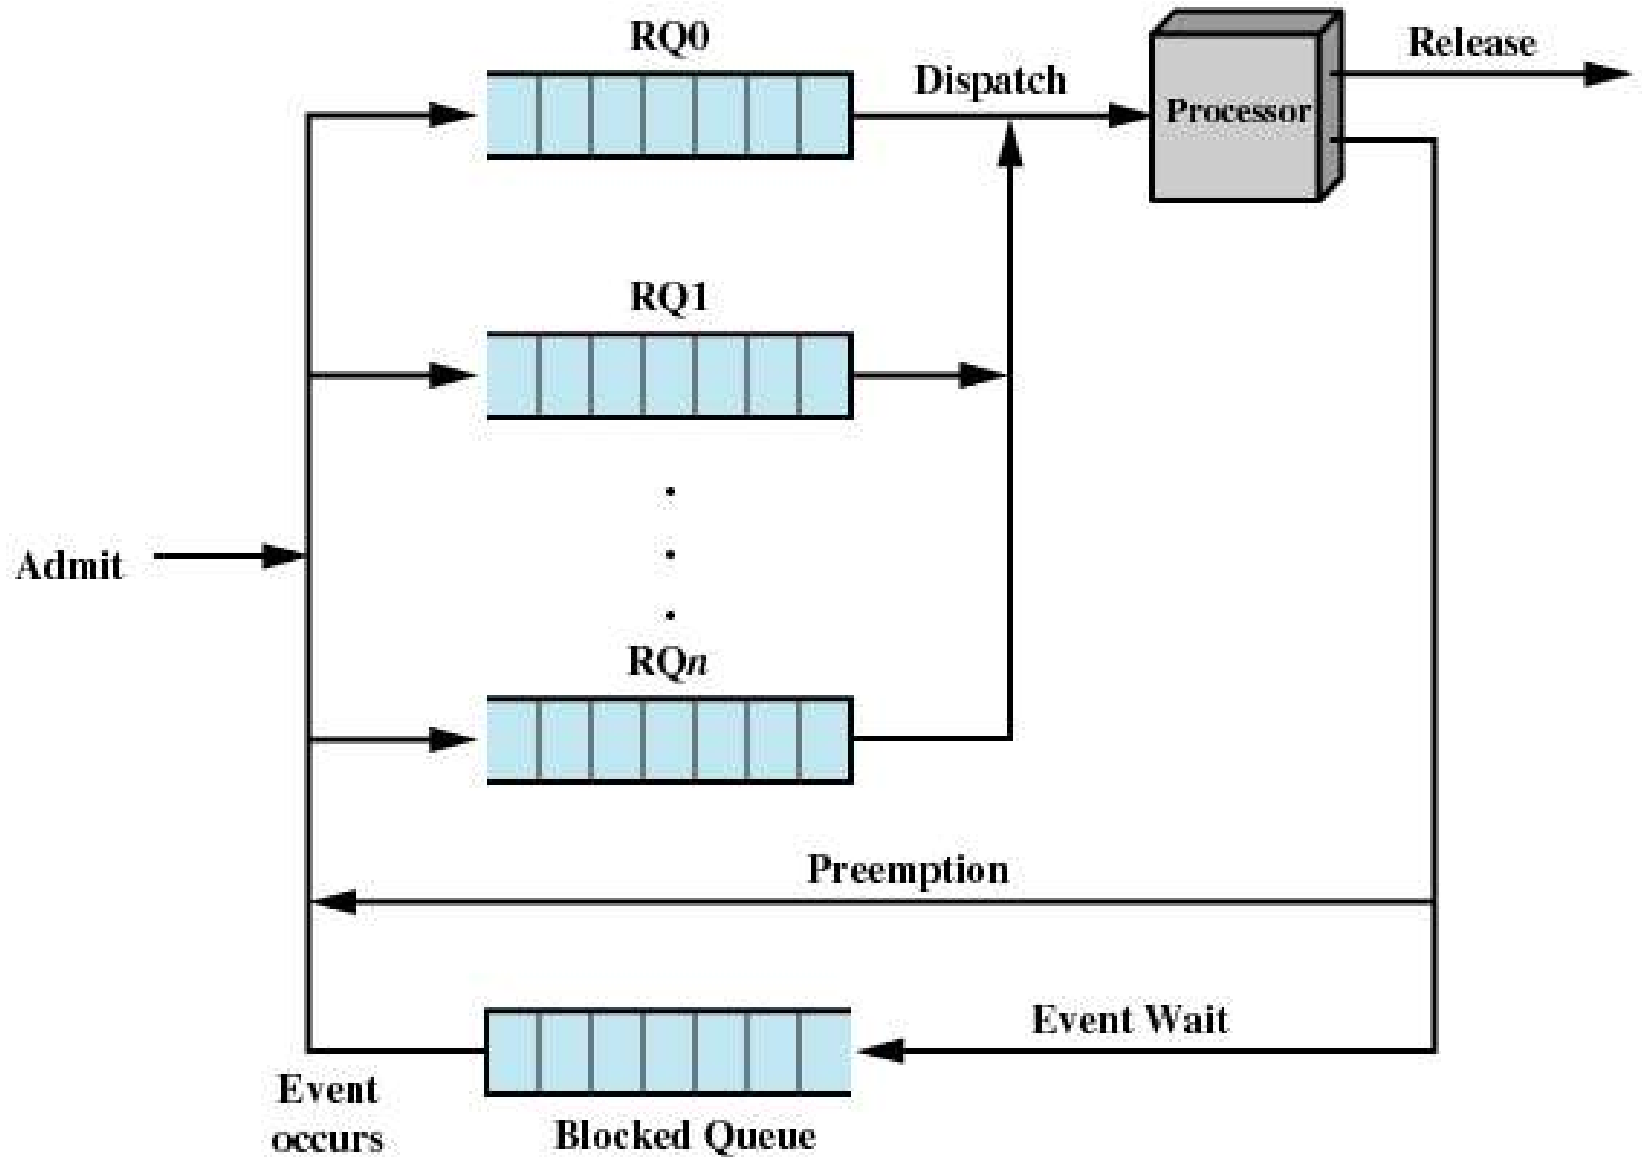 RQ0
Release
Dispatch
Processor
RQ1
Admit
RQn
Preemption
Event Wait
Event
occurs
Blocked Queue